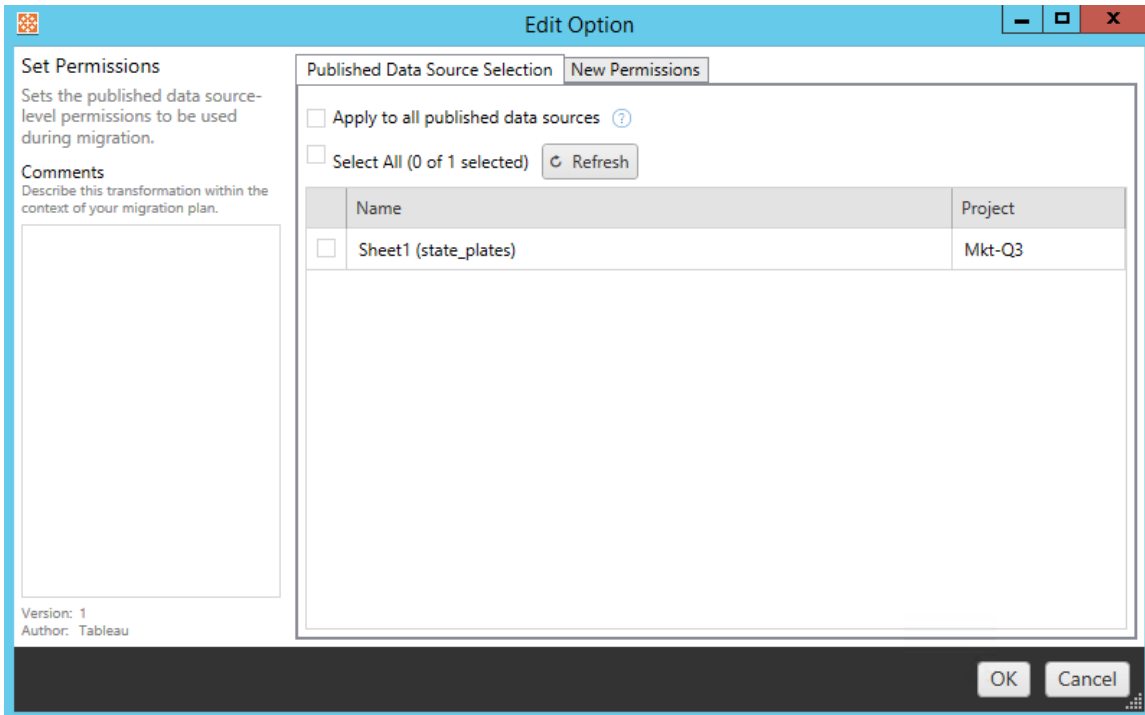 Edit Option
X
Set Permissions
Sets the published data source-
level permissions to be used
during migration.
Comments
Describe this transformation within the
context of your migration plan.
Version: 1
Author: Tableau
Published Data Source Selection
New Permissions
Apply to all published data sources ?
Select All (0 of 1 selected)
Refresh
Name
Project
Sheet1 (state_plates)
Mkt-Q3
OK
Cancel